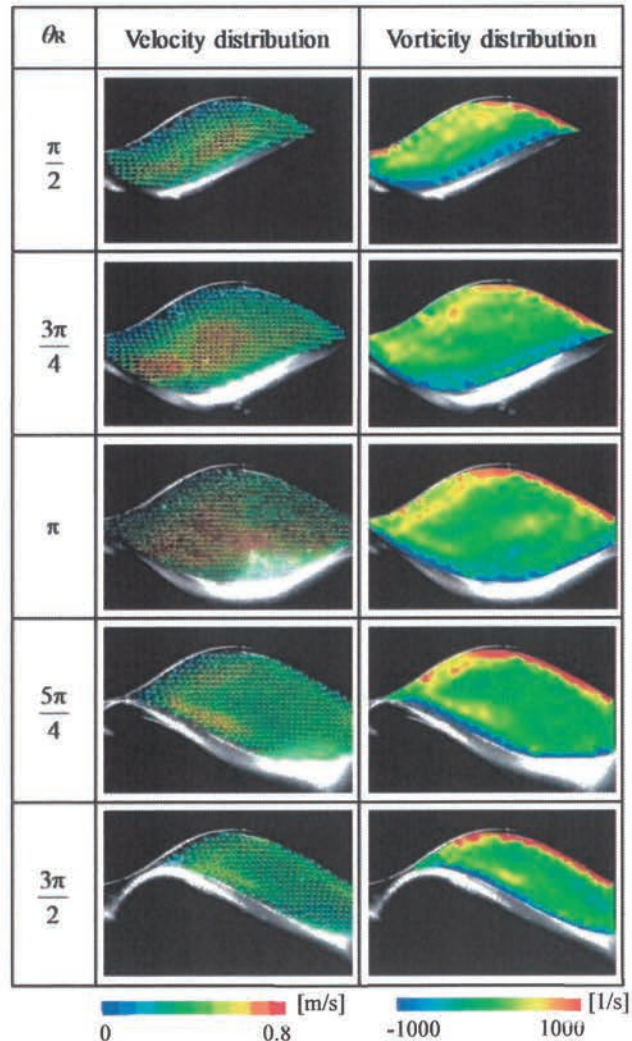 θR Velocity distribution Vorticity distribution
π/2
3π/4
π
5π/4
3π/2
[m/s] [1/s]
0 0.8 -1000 1000